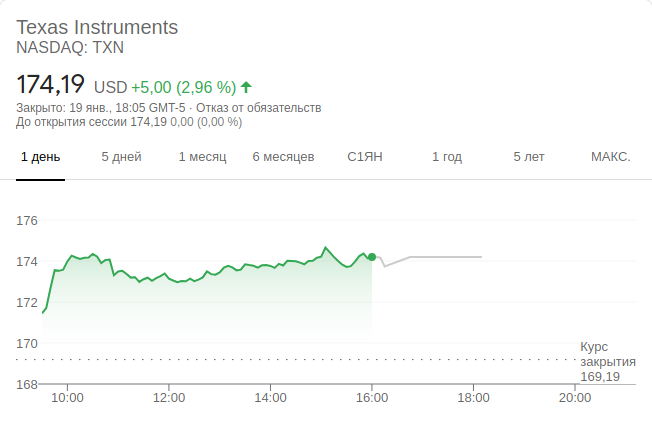 Texas Instruments
NASDAQ: TXN
174,19 USD +5,00 (2,96 %)
Закрыто: 19 янв., 18:05 GMT-5 · Отказ от обязательств
До открытия сессии 174,19 0,00 (0,00 %)
1 день 5 дней 1 месяц 6 месяцев С1ЯН 1 год 5 лет МАКС.
176
174
172
170
168
Курс
закрытия
169,19
10:00 12:00 14:00 16:00 18:00 20:00